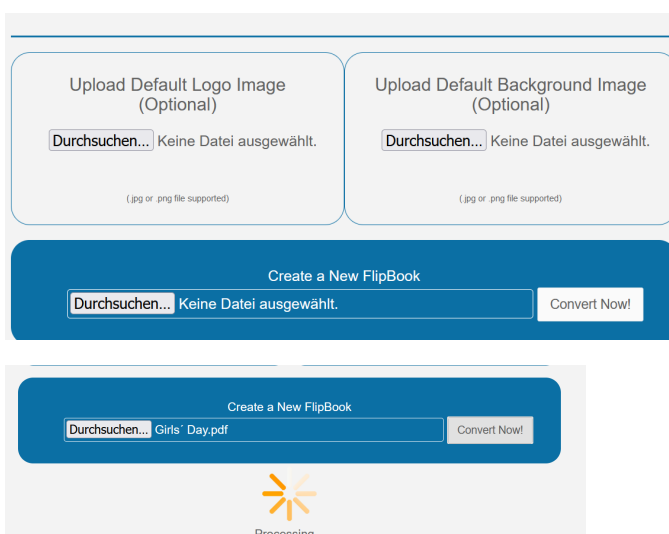 Upload Default Logo Image
(Optional)
Durchsuchen... Keine Datei ausgewählt.
(.jpg or .png file supported)
Upload Default Background Image
(Optional)
Durchsuchen... Keine Datei ausgewählt.
(.jpg or .png file supported)
Create a New FlipBook
Durchsuchen... Keine Datei ausgewählt.
Convert Now!
Create a New FlipBook
Durchsuchen... Girls´ Day.pdf
Convert Now!
Processing